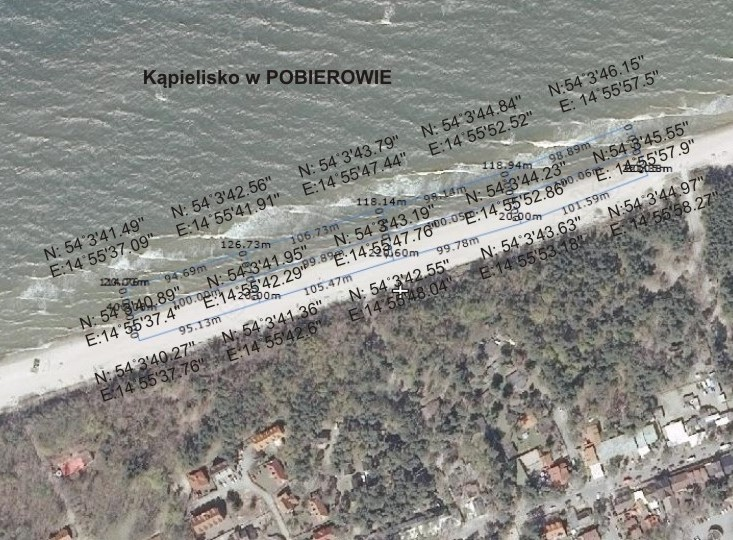 Kąpielisko w POBIEROWIE
N:54°3'46.15"
E: 14°55'57.5"
N: 54°3'44.84"
E:14°55'52.52"
N: 54°3'43.79"
E:14°55'47.44"
N: 54°3'42.56"
E:14°55'41.91"
N: 54°3'41.49"
E:14°55'37.09"
N: 54°3'45.55"
E: 14°55'57.9"
N: 54°3'44.23"
E:14°55'52.86"
N: 54°3'43.19"
E:14°55'47.76"
N: 54°3'41.95"
E:14°55'42.29"
N: 54°3'40.89"
E: 14°55'37.4"
N: 54°3'44.97"
E:14°55'58.27"
N: 54°3'43.63"
E:14°55'53.18"
N: 54°3'42.55"
E:14°55'48.04"
N: 54°3'41.36"
E: 14°55'42.6"
N: 54°3'40.27"
E:14°55'37.76"
98.89m
118.94m
118.14m
106.73m
126.73m
94.69m
101.59m
99.78m
105.47m
95.13m